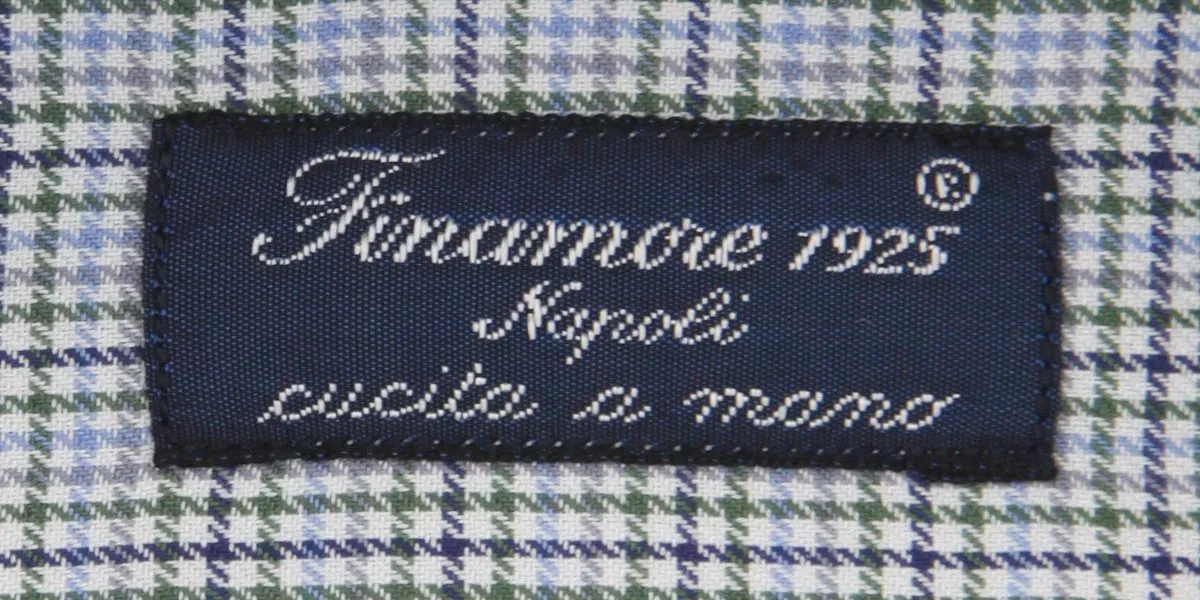 Finamore 1925 ®
Napoli
cucita a mano